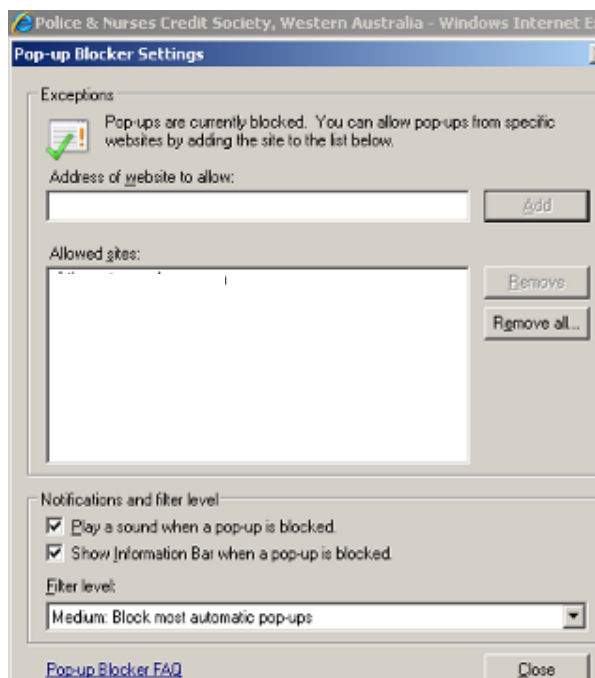 Police & Nurses Credit Society, Western Australia - Windows Internet E
Pop-up Blocker Settings
Exceptions
Pop-ups are currently blocked. You can allow pop-ups from specific
websites by adding the site to the list below.
Address of website to allow:
Add
Allowed sites:
Remove
Remove all...
Notifications and filter level
Play a sound when a pop-up is blocked.
Show Information Bar when a pop-up is blocked.
Filter level:
Medium: Block most automatic pop-ups
Pop-up Blocker FAQ
Close